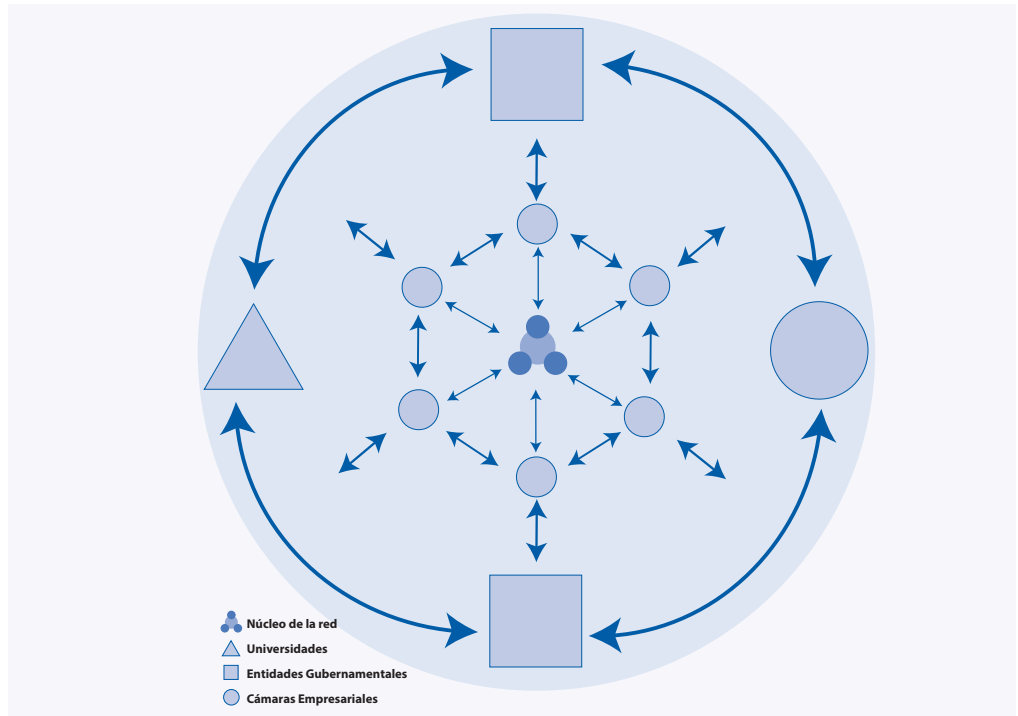 Núcleo de la red
Universidades
Entidades Gubernamentales
Cámaras Empresariales